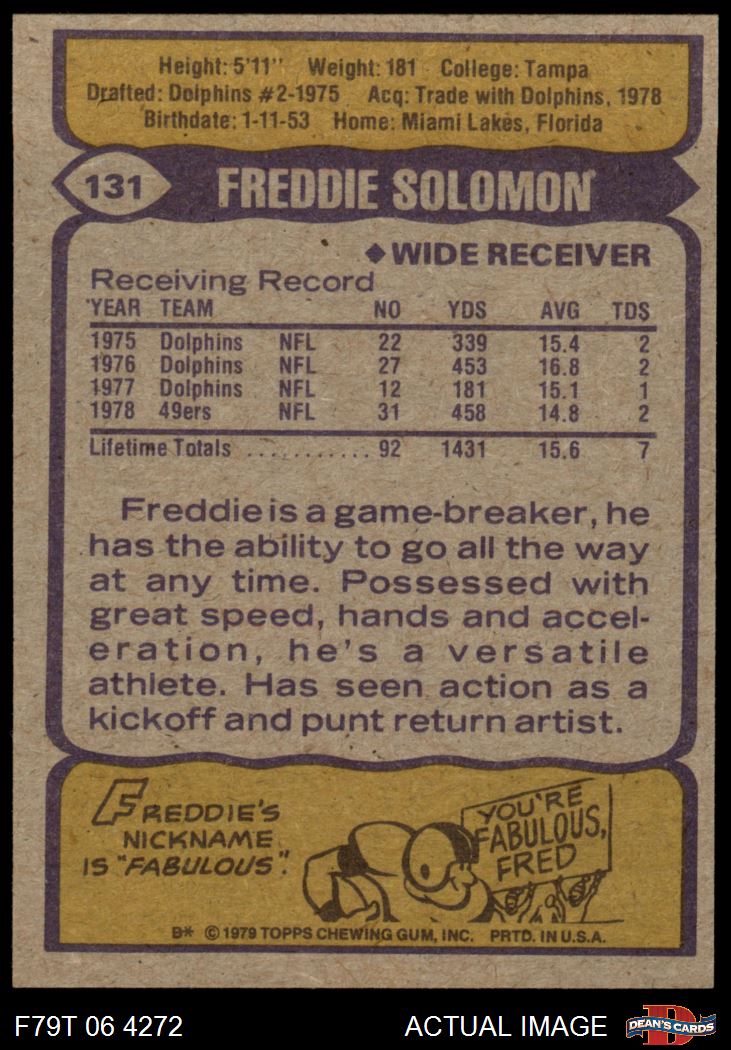 Height: 5'11" Weight: 181 College: Tampa
Drafted: Dolphins #2-1975 Acq: Trade with Dolphins, 1978
Birthdate: 1-11-53 Home: Miami Lakes, Florida
131 FREDDIE SOLOMON
◆WIDE RECEIVER
Receiving Record
YEAR TEAM NO YDS AVG TDS
1975 Dolphins NFL 22 339 15.4 2
1976 Dolphins NFL 27 453 16.8 2
1977 Dolphins NFL 12 181 15.1 1
1978 49ers NFL 31 458 14.8 2
Lifetime Totals ........... 92 1431 15.6 7
Freddie is a game-breaker, he
has the ability to go all the way
at any time. Possessed with
great speed, hands and accel-
eration, he's a versatile
athlete. Has seen action as a
kickoff and punt return artist.
FREDDIE'S
NICKNAME
IS "FABULOUS".
YOU'RE
FABULOUS,
FRED
B* © 1979 TOPPS CHEWING GUM, INC. PRTD. IN U.S.A.
F79T 06 4272 ACTUAL IMAGE DEAN'S CARDS